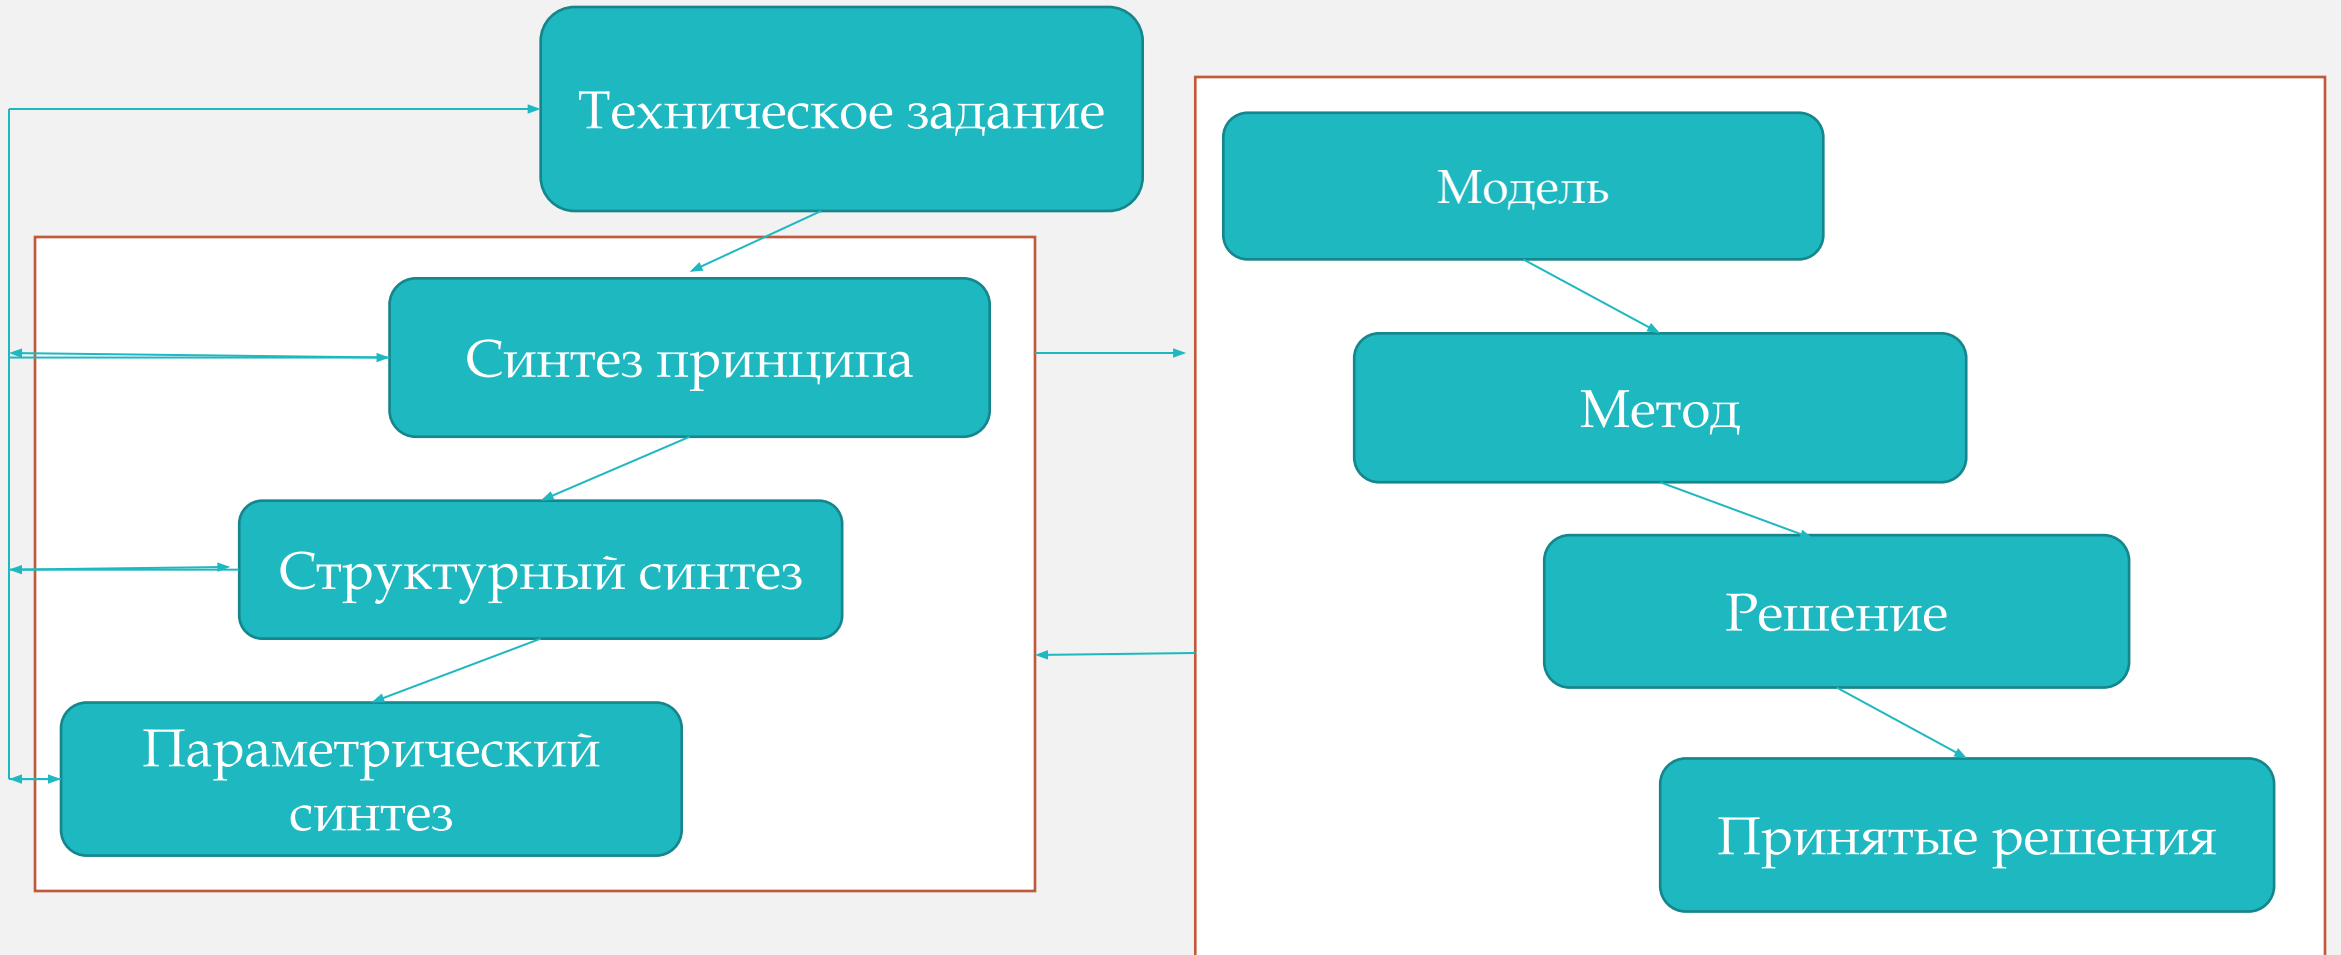 Техническое задание
Синтез принципа
Структурный синтез
Параметрический
синтез
Модель
Метод
Решение
Принятые решения